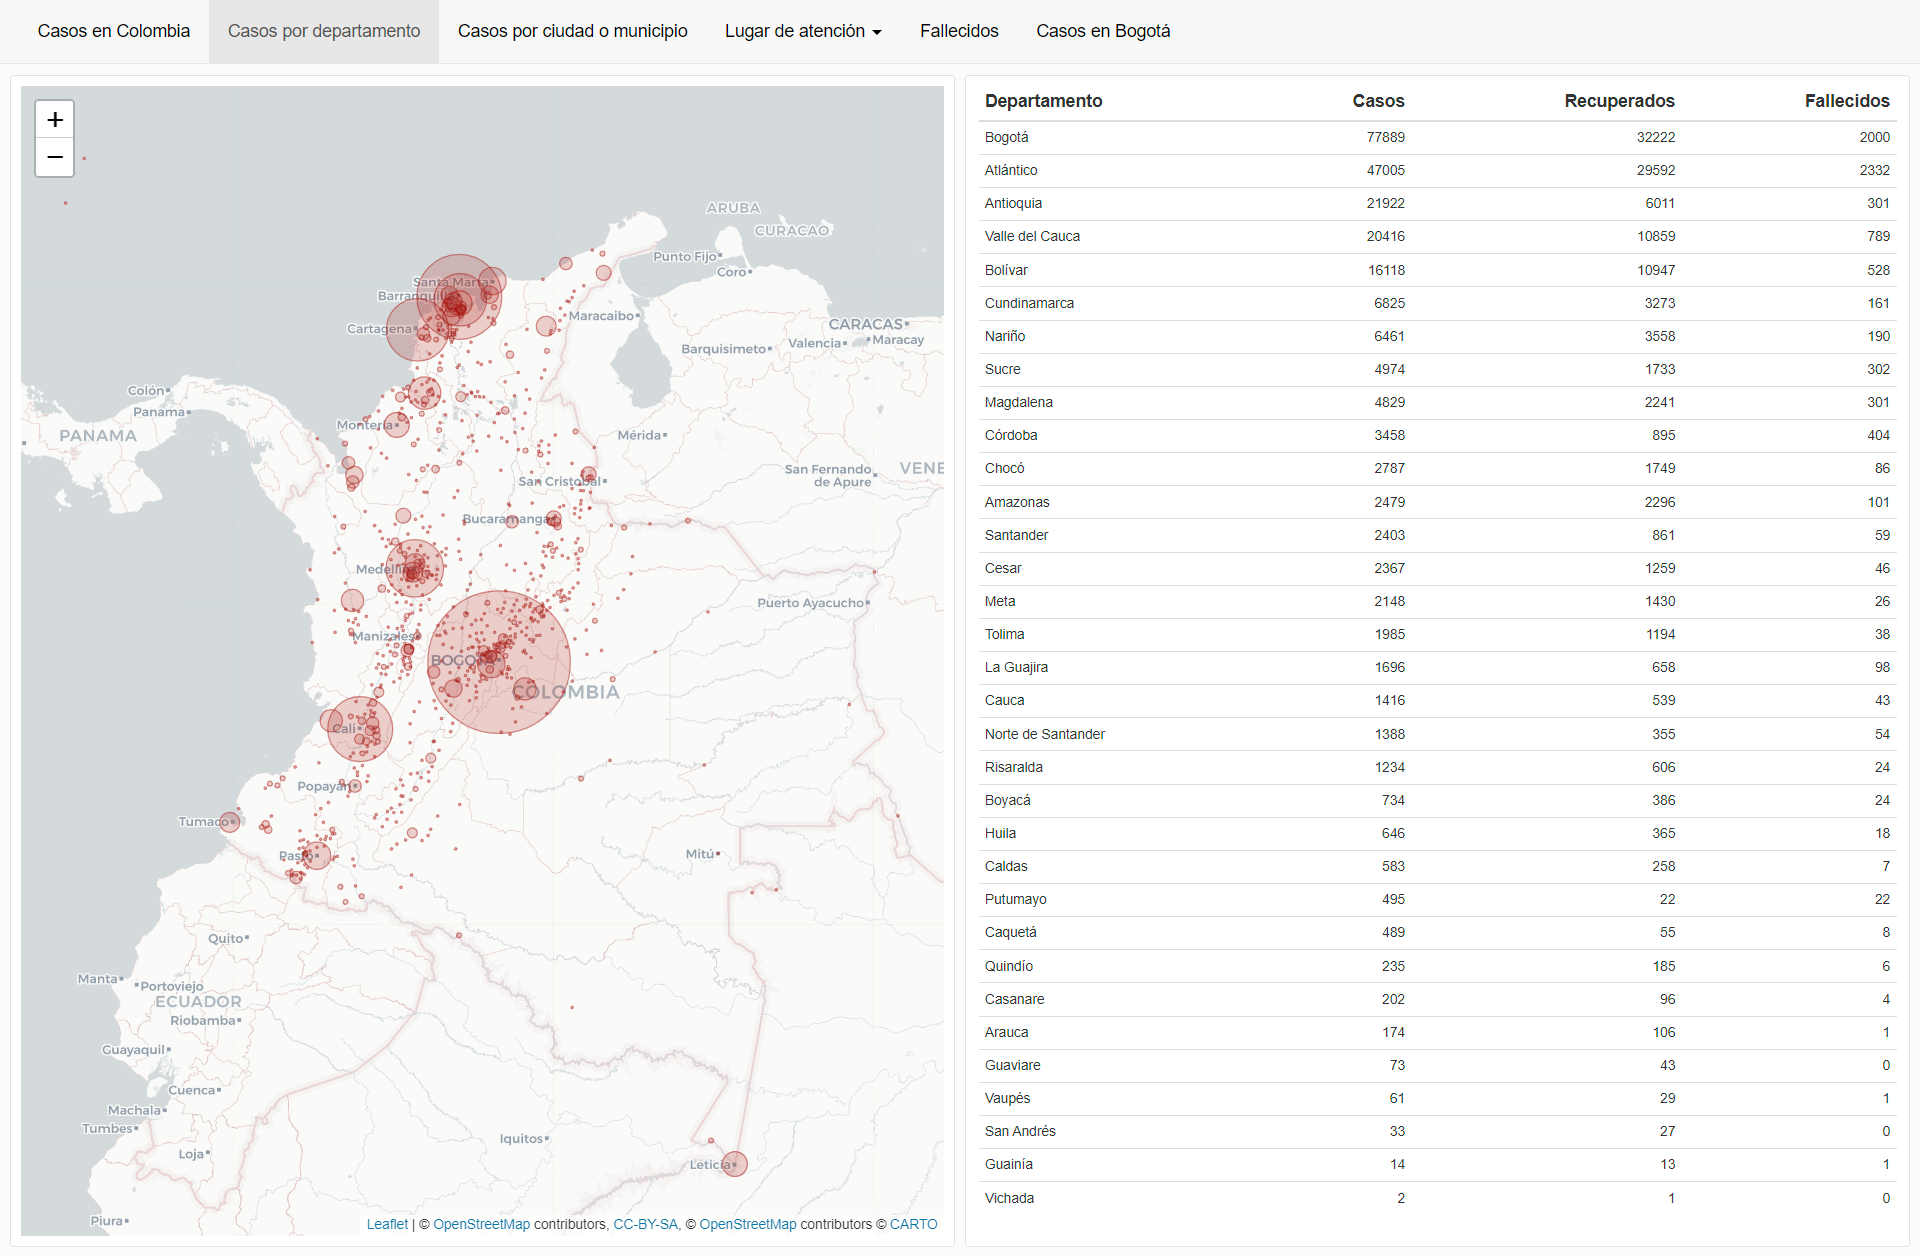 Casos en Colombia
Casos por departamento
Casos por ciudad o municipio
Lugar de atención
Fallecidos
Casos en Bogotá
+
−
ARUBA
CURACAO
Punto Fijo
Coro
Santa Marta
Barranquilla
Cartagena
Maracaibo
CARACAS
Maracay
Valencia
Barquisimeto
Colón
Panama
PANAMA
Montería
Mérida
San Cristobal
San Fernando
de Apure
VENE
Bucaramanga
Medellín
Puerto Ayacucho
Manizales
BOGO
COLOMBIA
Cali
Popayán
Tumaco
Pasto
Mitú
Quito
Manta
Portoviejo
ECUADOR
Riobamba
Guayaquil
Cuenca
Machala
Tumbes
Loja
Iquitos
Leticia
Piura
Leaflet | © OpenStreetMap contributors, CC-BY-SA, © OpenStreetMap contributors © CARTO
Departamento Casos Recuperados Fallecidos
Bogotá 77889 32222 2000
Atlántico 47005 29592 2332
Antioquia 21922 6011 301
Valle del Cauca 20416 10859 789
Bolívar 16118 10947 528
Cundinamarca 6825 3273 161
Nariño 6461 3558 190
Sucre 4974 1733 302
Magdalena 4829 2241 301
Córdoba 3458 895 404
Chocó 2787 1749 86
Amazonas 2479 2296 101
Santander 2403 861 59
Cesar 2367 1259 46
Meta 2148 1430 26
Tolima 1985 1194 38
La Guajira 1696 658 98
Cauca 1416 539 43
Norte de Santander 1388 355 54
Risaralda 1234 606 24
Boyacá 734 386 24
Huila 646 365 18
Caldas 583 258 7
Putumayo 495 22 22
Caquetá 489 55 8
Quindío 235 185 6
Casanare 202 96 4
Arauca 174 106 1
Guaviare 73 43 0
Vaupés 61 29 1
San Andrés 33 27 0
Guainía 14 13 1
Vichada 2 1 0